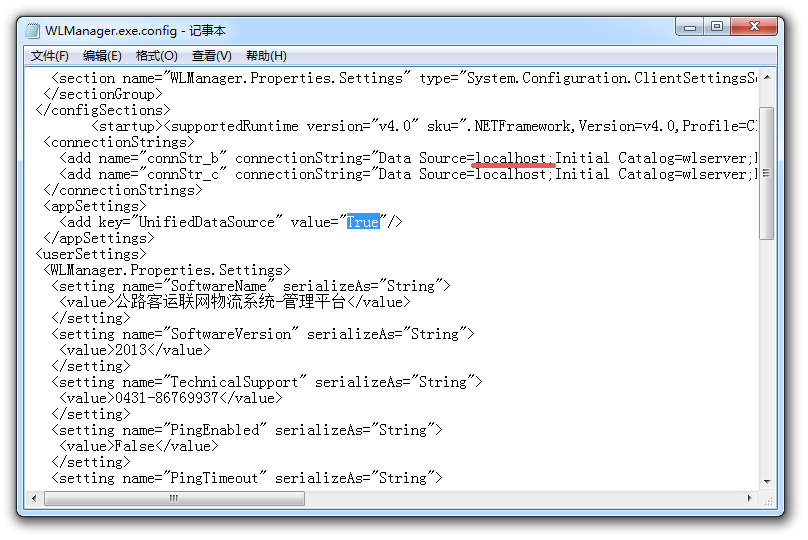 WLManager.exe.config - 记事本
文件(F) 编辑(E) 格式(O) 查看(V) 帮助(H)
<section name="WLManager.Properties.Settings" type="System.Configuration.ClientSettingsSe
</sectionGroup>
</configSections>
<startup><supportedRuntime version="v4.0" sku=".NETFramework,Version=v4.0,Profile=Cl
<connectionStrings>
<add name="connStr_b" connectionString="Data Source=localhost;Initial Catalog=wlserver;
<add name="connStr_c" connectionString="Data Source=localhost;Initial Catalog=wlserver;
</connectionStrings>
<appSettings>
<add key="UnifiedDataSource" value="True"/>
</appSettings>
<userSettings>
<WLManager.Properties.Settings>
<setting name="SoftwareName" serializeAs="String">
<value>公路客运联网物流系统-管理平台</value>
</setting>
<setting name="SoftwareVersion" serializeAs="String">
<value>2013</value>
</setting>
<setting name="TechnicalSupport" serializeAs="String">
<value>0431-86769937</value>
</setting>
<setting name="PingEnabled" serializeAs="String">
<value>False</value>
</setting>
<setting name="PingTimeout" serializeAs="String">